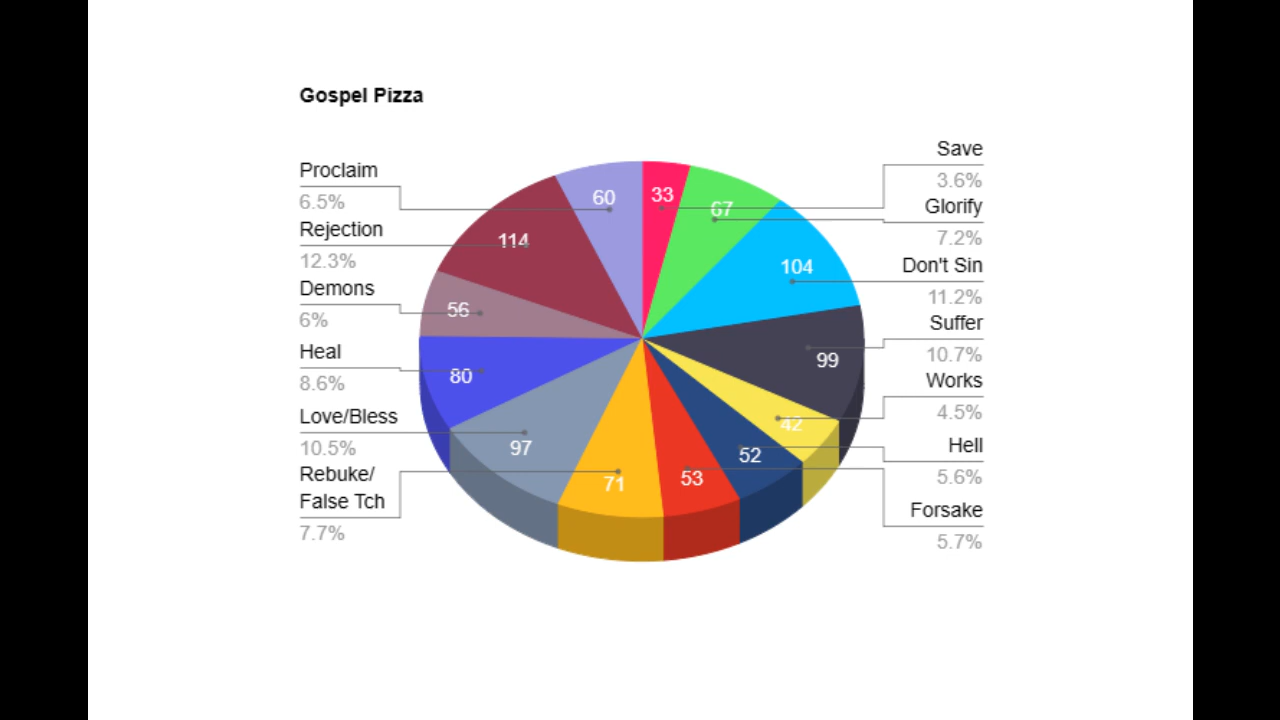 Gospel Pizza
Proclaim
6.5%
Rejection
12.3%
Demons
6%
Heal
8.6%
Love/Bless
10.5%
Rebuke/
False Tch
7.7%
60
33
67
114
104
56
99
80
42
97
52
71
53
Save
3.6%
Glorify
7.2%
Don't Sin
11.2%
Suffer
10.7%
Works
4.5%
Hell
5.6%
Forsake
5.7%